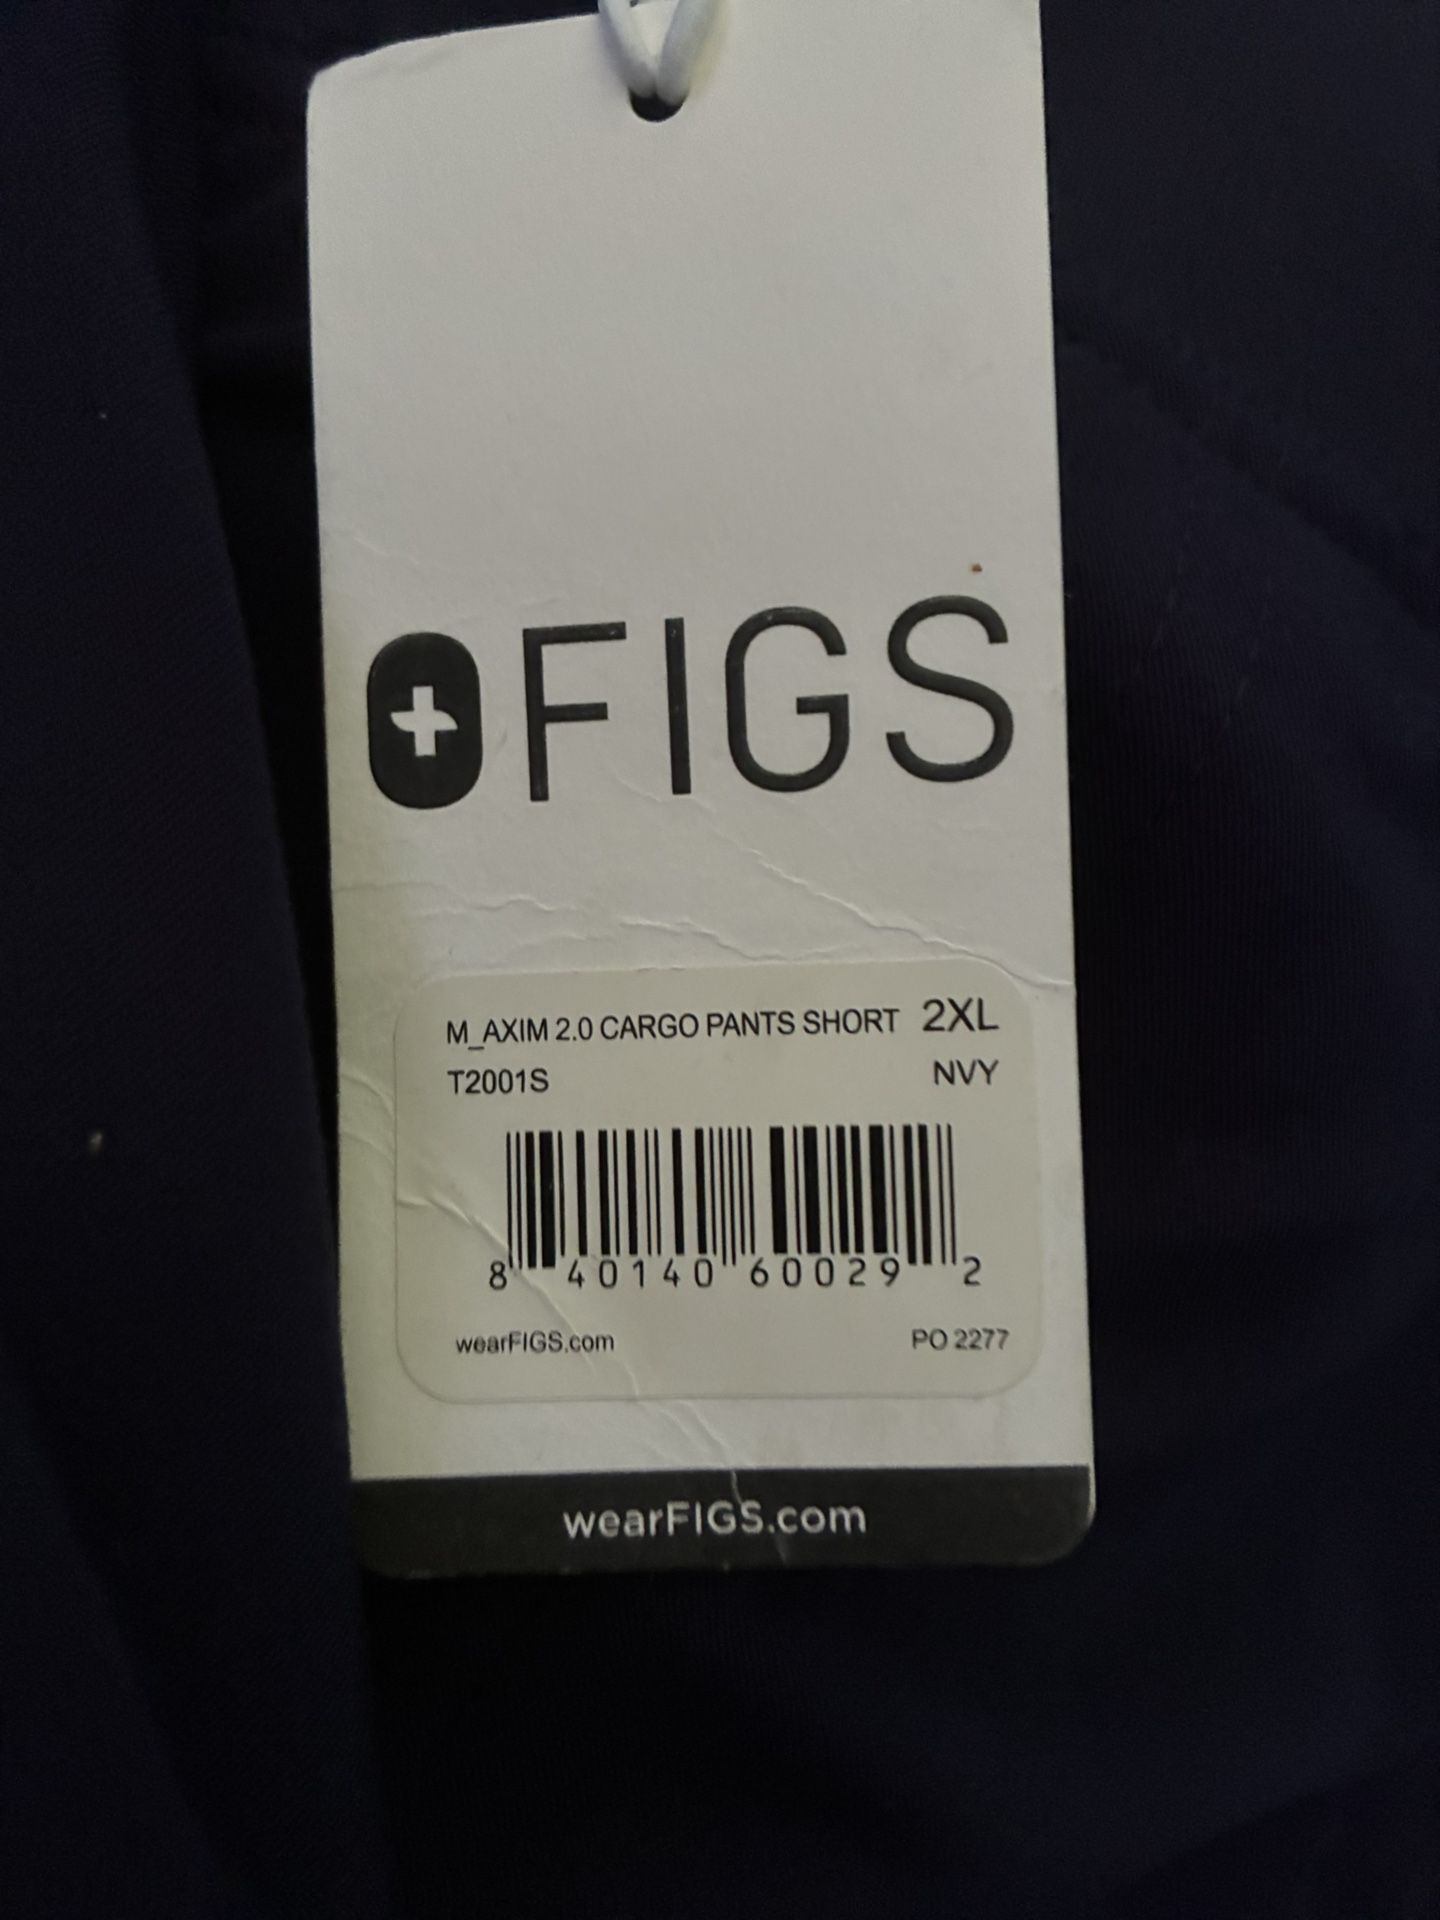 FIGS
M_AXIM 2.0 CARGO PANTS SHORT 2XL
T2001S NVY
8 40140 60029 2
wearFIGS.com PO 2277
wearFIGS.com